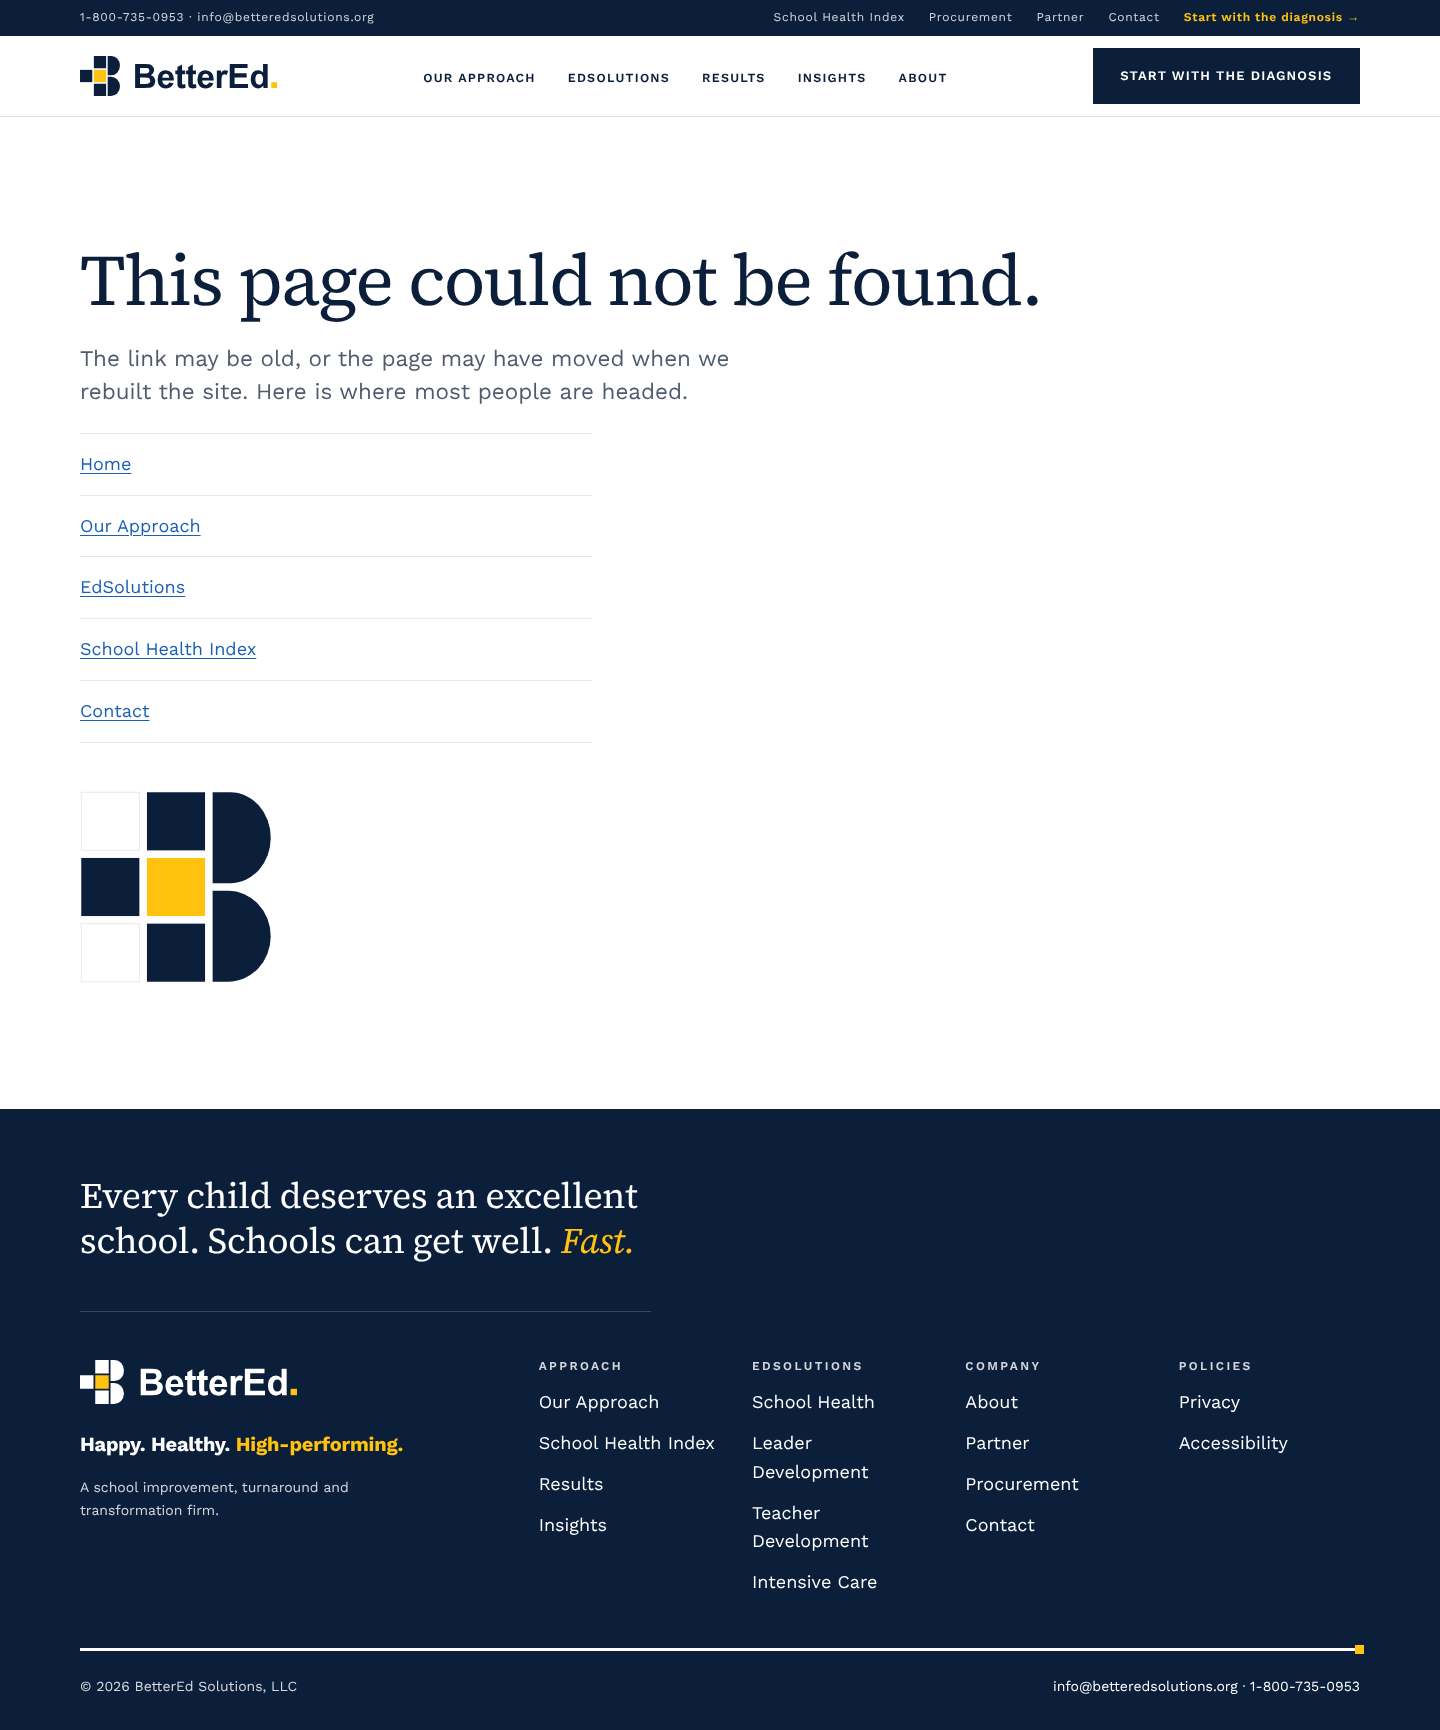 1-800-735-0953 · info@betteredsolutions.org
School Health Index Procurement Partner Contact Start with the diagnosis →
BetterEd.
OUR APPROACH EDSOLUTIONS RESULTS INSIGHTS ABOUT
START WITH THE DIAGNOSIS
This page could not be found.
The link may be old, or the page may have moved when we
rebuilt the site. Here is where most people are headed.
Home
Our Approach
EdSolutions
School Health Index
Contact
Every child deserves an excellent
school. Schools can get well. Fast.
BetterEd.
Happy. Healthy. High-performing.
A school improvement, turnaround and
transformation firm.
APPROACH
Our Approach
School Health Index
Results
Insights
EDSOLUTIONS
School Health
Leader
Development
Teacher
Development
Intensive Care
COMPANY
About
Partner
Procurement
Contact
POLICIES
Privacy
Accessibility
© 2026 BetterEd Solutions, LLC
info@betteredsolutions.org · 1-800-735-0953